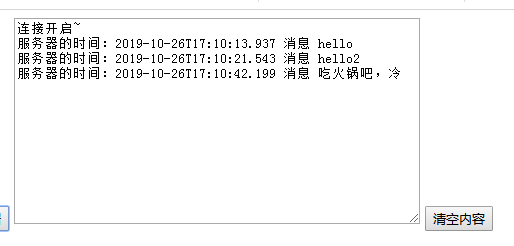 连接开启~
服务器的时间：2019-10-26T17:10:13.937 消息 hello
服务器的时间：2019-10-26T17:10:21.543 消息 hello2
服务器的时间：2019-10-26T17:10:42.199 消息 吃火锅吧，冷
清空内容